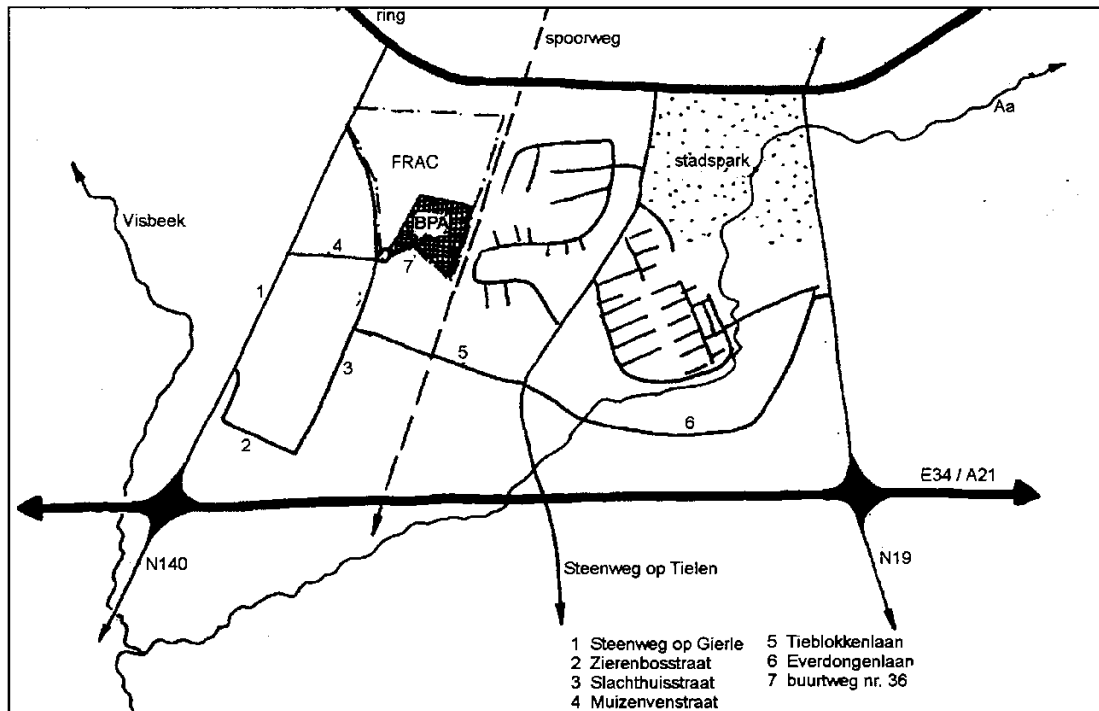 ring
spoorweg
Aa
stadspark
FRAC
BPA
Visbeek
4
7
1
5
3
6
2
E34 / A21
N140
N19
Steenweg op Tielen
1 Steenweg op Gierle
2 Zierenbosstraat
3 Slachthuisstraat
4 Muizenvenstraat
5 Tieblokkenlaan
6 Everdongenlaan
7 buurtweg nr. 36